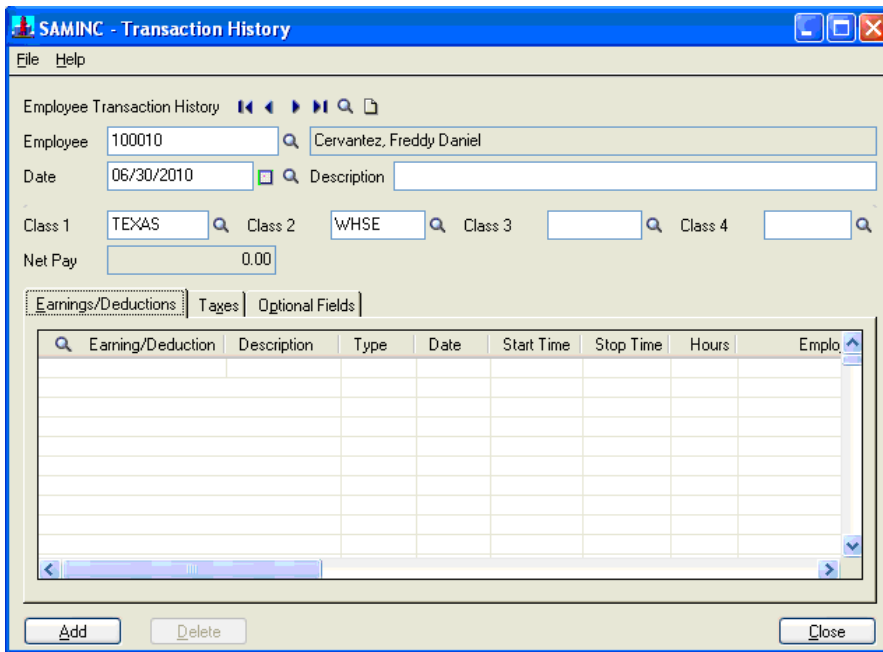 SAMINC - Transaction History
File Help
Employee Transaction History
Employee 100010 Cervantez, Freddy Daniel
Date 06/30/2010 Description
Class 1 TEXAS Class 2 WHSE Class 3 Class 4
Net Pay 0.00
Earnings/Deductions Taxes Optional Fields
Earning/Deduction Description Type Date Start Time Stop Time Hours Emplo
Add Delete Close